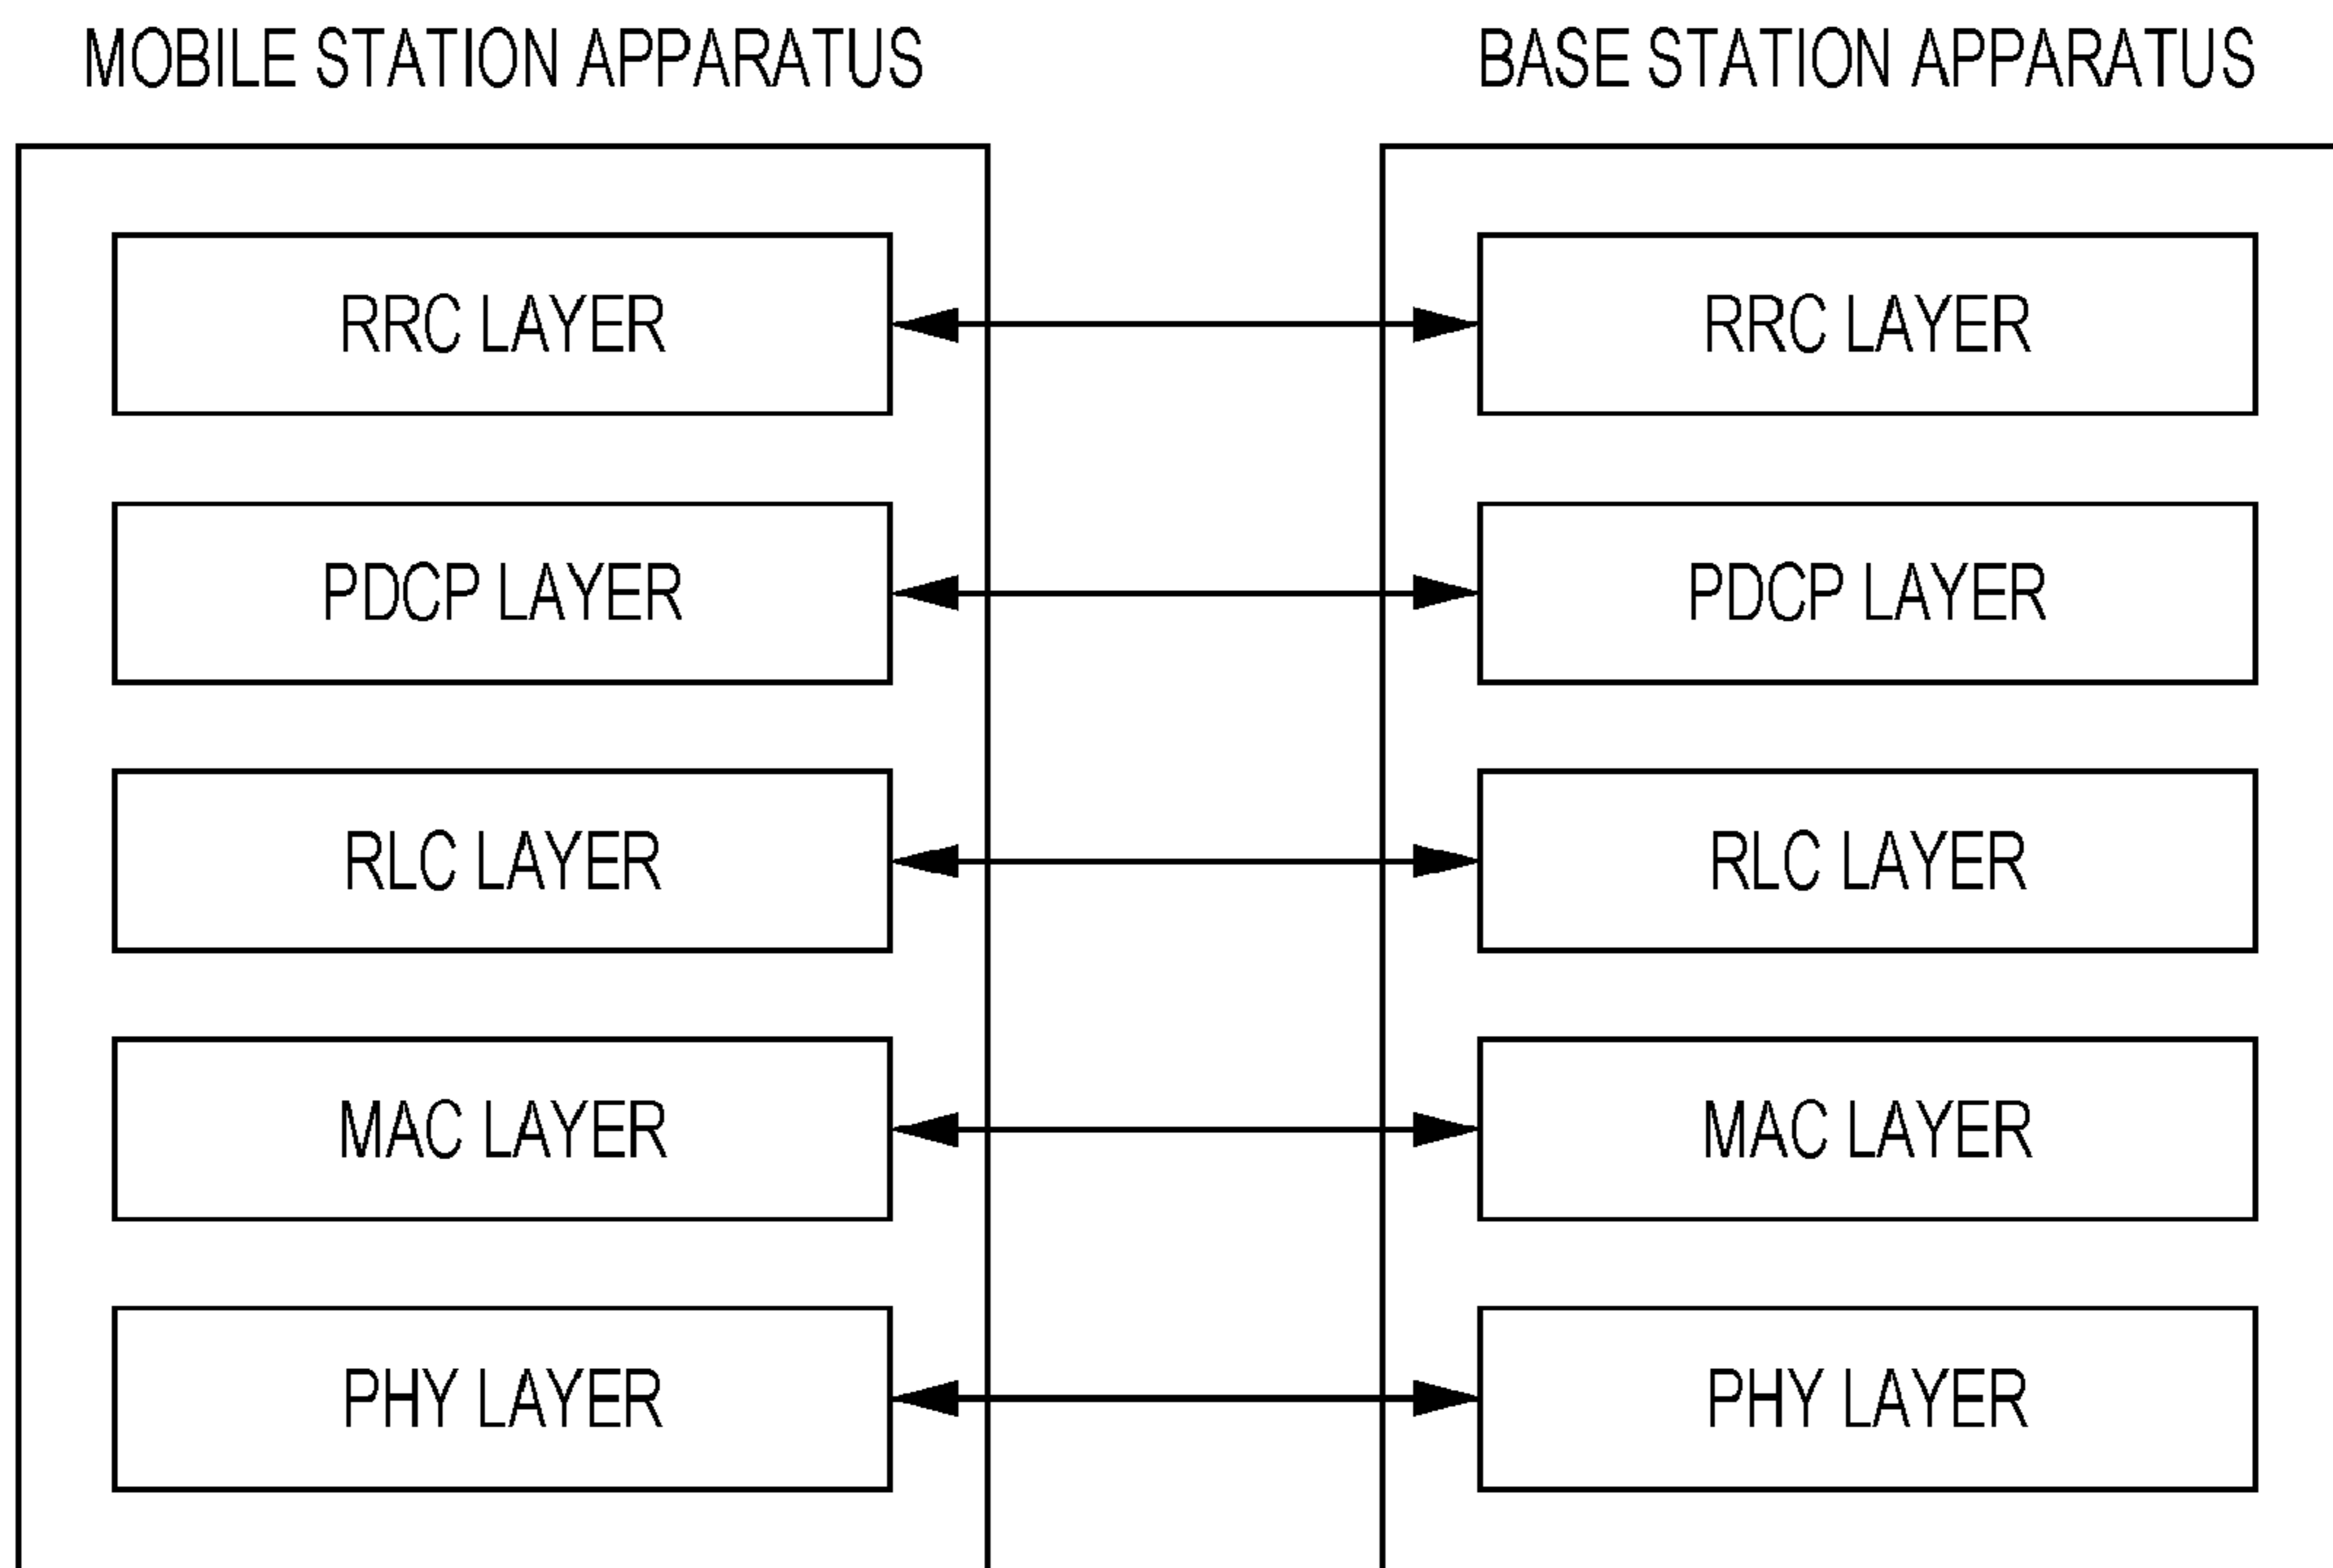 MOBILE STATION APPARATUS
BASE STATION APPARATUS
RRC LAYER
RRC LAYER
PDCP LAYER
PDCP LAYER
RLC LAYER
RLC LAYER
MAC LAYER
MAC LAYER
PHY LAYER
PHY LAYER